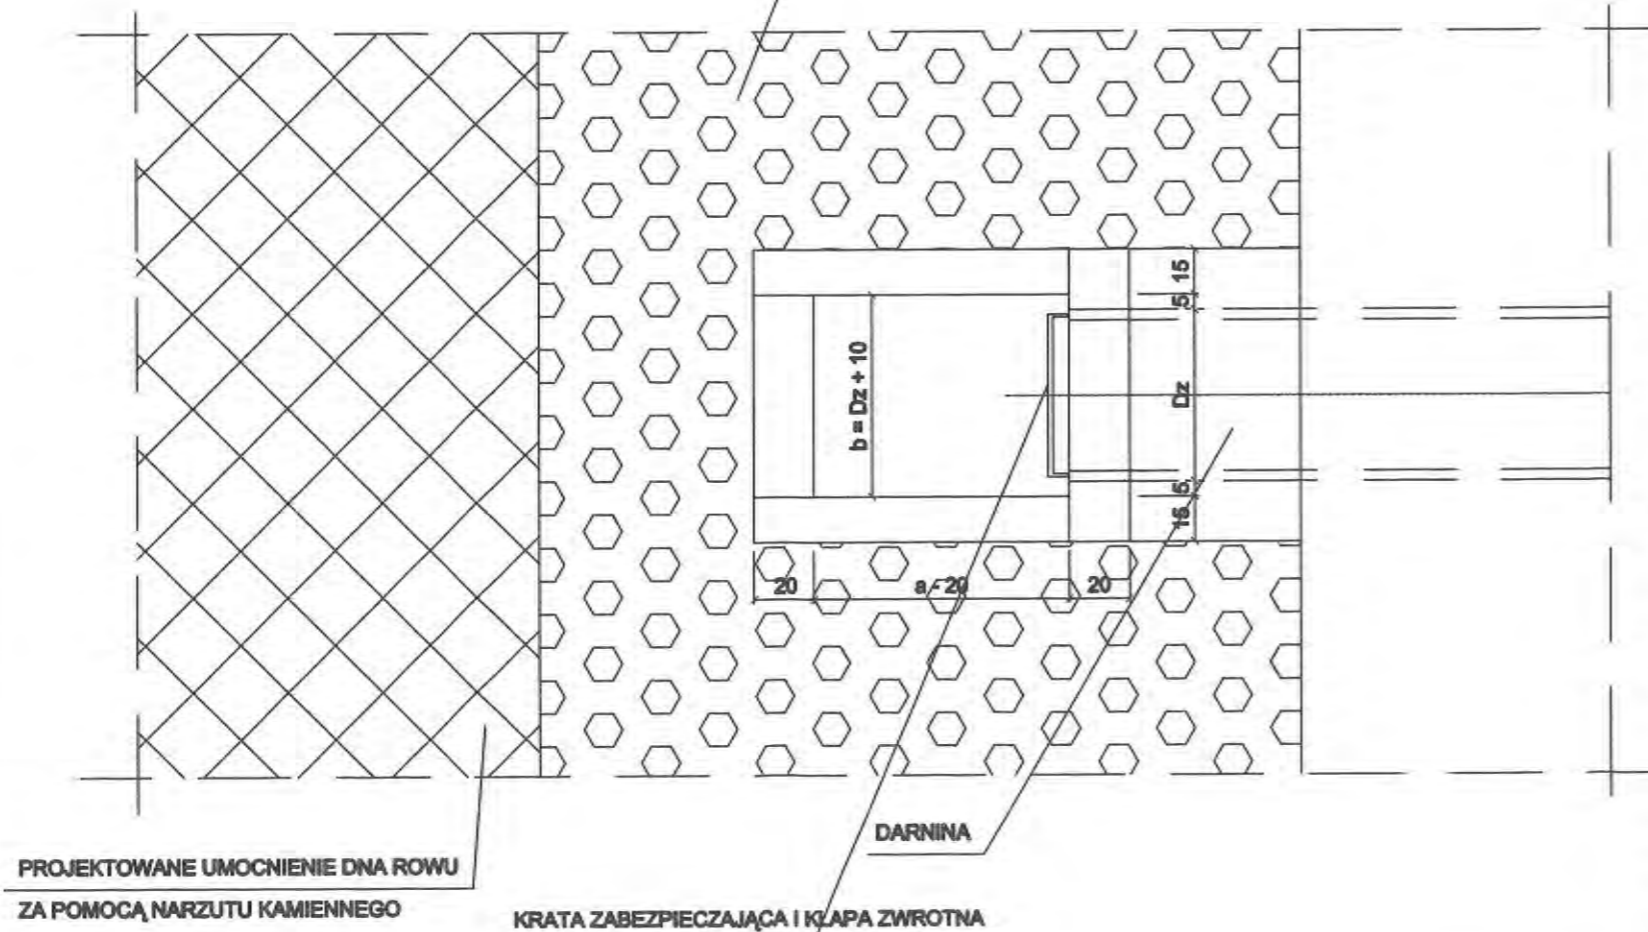 15
5
b = Dz + 10
Dz
5
15
20
a - 20
20
DARNINA
PROJEKTOWANE UMOCNIENIE DNA ROWU
ZA POMOCĄ NARZUTU KAMIENNEGO
KRATA ZABEZPIECZAJĄCA I KŁAPA ZWROTNA